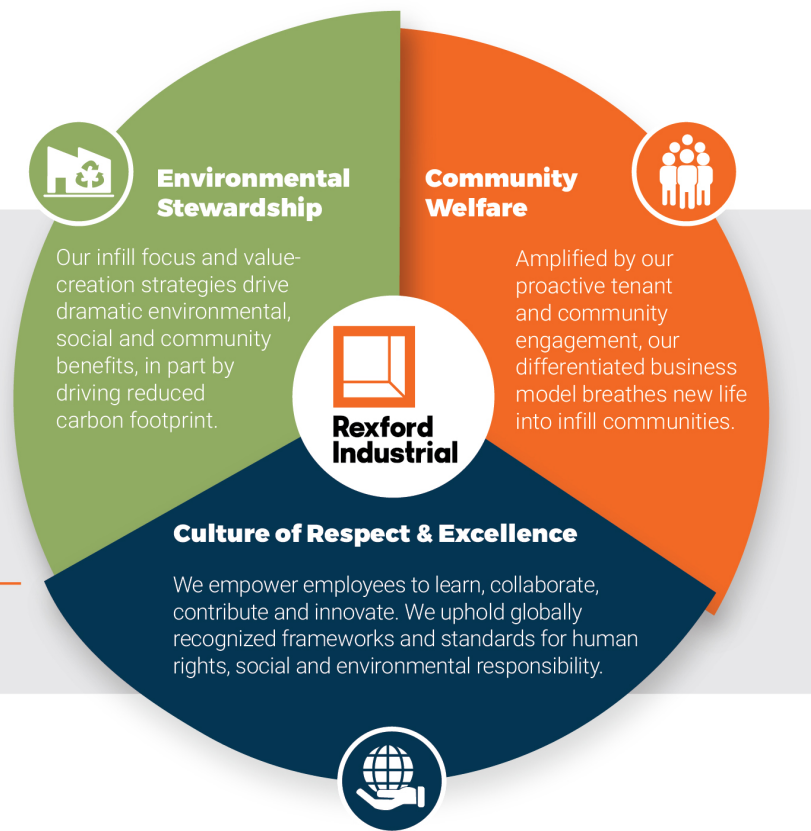 Environmental
Stewardship
Our infill focus and value-
creation strategies drive
dramatic environmental,
social and community
benefits, in part by
driving reduced
carbon footprint.
Community
Welfare
Amplified by our
proactive tenant
and community
engagement, our
differentiated business
model breathes new life
into infill communities.
Rexford
Industrial
Culture of Respect & Excellence
We empower employees to learn, collaborate,
contribute and innovate. We uphold globally
recognized frameworks and standards for human
rights, social and environmental responsibility.